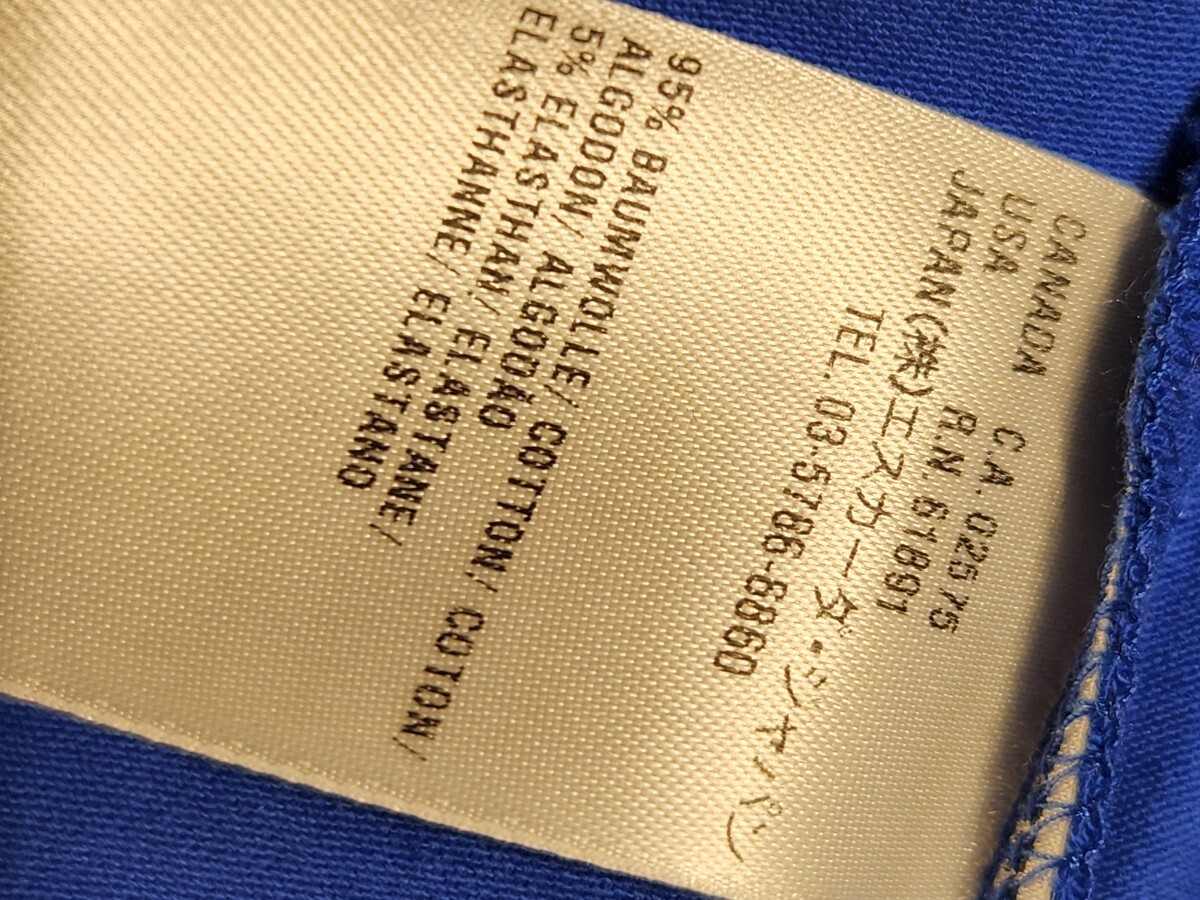 CANADA C.A. 02575
USA R.N. 61891
JAPAN(株)エスカーダ・ジャパン
TEL. 03-5786-6860
95% BAUMWOLLE/ COTTON/ COTON/
ALGODON/ ALGODÃO
5% ELASTHAN/ ELASTANE/
ELASTHANNE/ ELASTANO